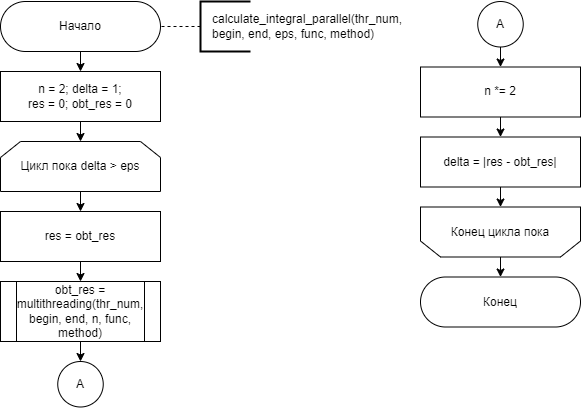 Начало
calculate_integral_parallel(thr_num,
begin, end, eps, func, method)
n = 2; delta = 1;
res = 0; obt_res = 0
Цикл пока delta > eps
res = obt_res
obt_res =
multithreading(thr_num,
begin, end, n, func,
method)
A
A
n *= 2
delta = |res - obt_res|
Конец цикла пока
Конец